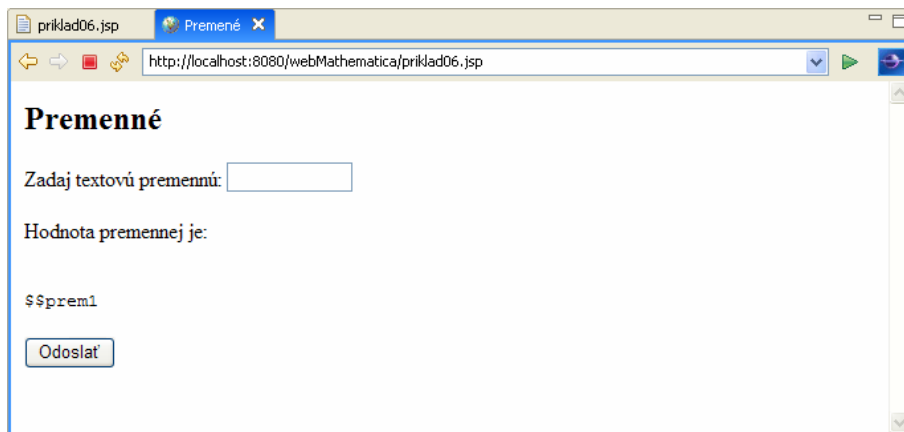 priklad06.jsp
Premené
http://localhost:8080/webMathematica/priklad06.jsp
Premenné
Zadaj textovú premennú:
Hodnota premennej je:
$$prem1
Odoslať